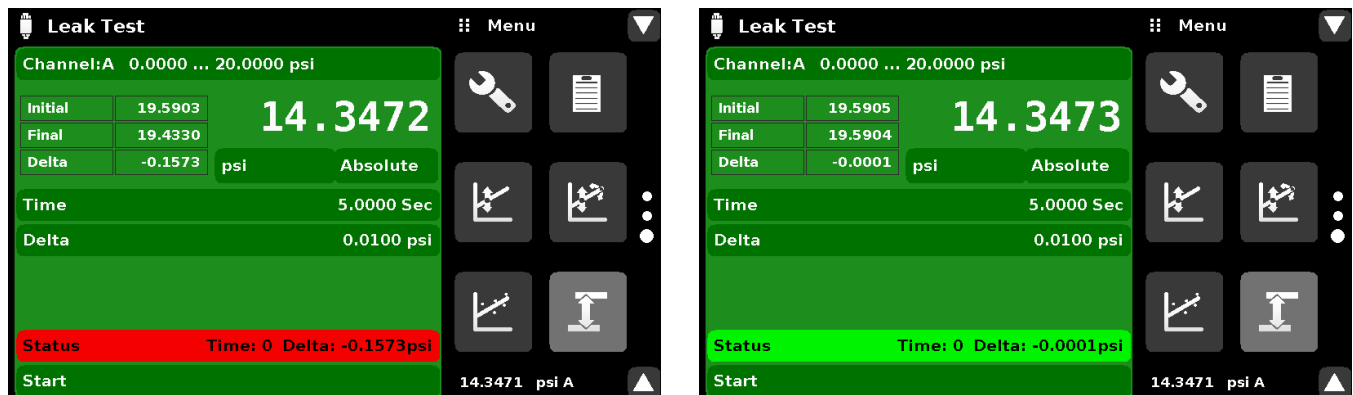 Leak Test
Menu
Channel:A 0.0000 ... 20.0000 psi
Initial 19.5903
Final 19.4330
Delta -0.1573
14.3472
psi Absolute
Time 5.0000 Sec
Delta 0.0100 psi
Status Time: 0 Delta: -0.1573psi
Start
14.3471 psi A
Leak Test
Menu
Channel:A 0.0000 ... 20.0000 psi
Initial 19.5905
Final 19.5904
Delta -0.0001
14.3473
psi Absolute
Time 5.0000 Sec
Delta 0.0100 psi
Status Time: 0 Delta: -0.0001psi
Start
14.3471 psi A